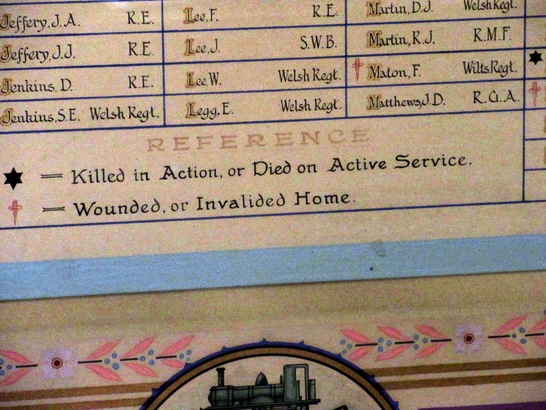 Jeffery, J.A. R.E. Lee, F. R.E. Martin, D.J. Welsh Regt.
Jeffery, J.J. R.E. Lee, J. S.W.B. Martin, R.J. R.M.F.
Jenkins, D. R.E. Lee W. Welsh Regt. Maton, F. Wilts Regt.
Jenkins, S.E. Welsh Regt. Legg, E. Welsh Regt. Matthews, J.D. R.G.A.
REFERENCE
= Killed in Action, or Died on Active Service.
= Wounded, or Invalided Home.